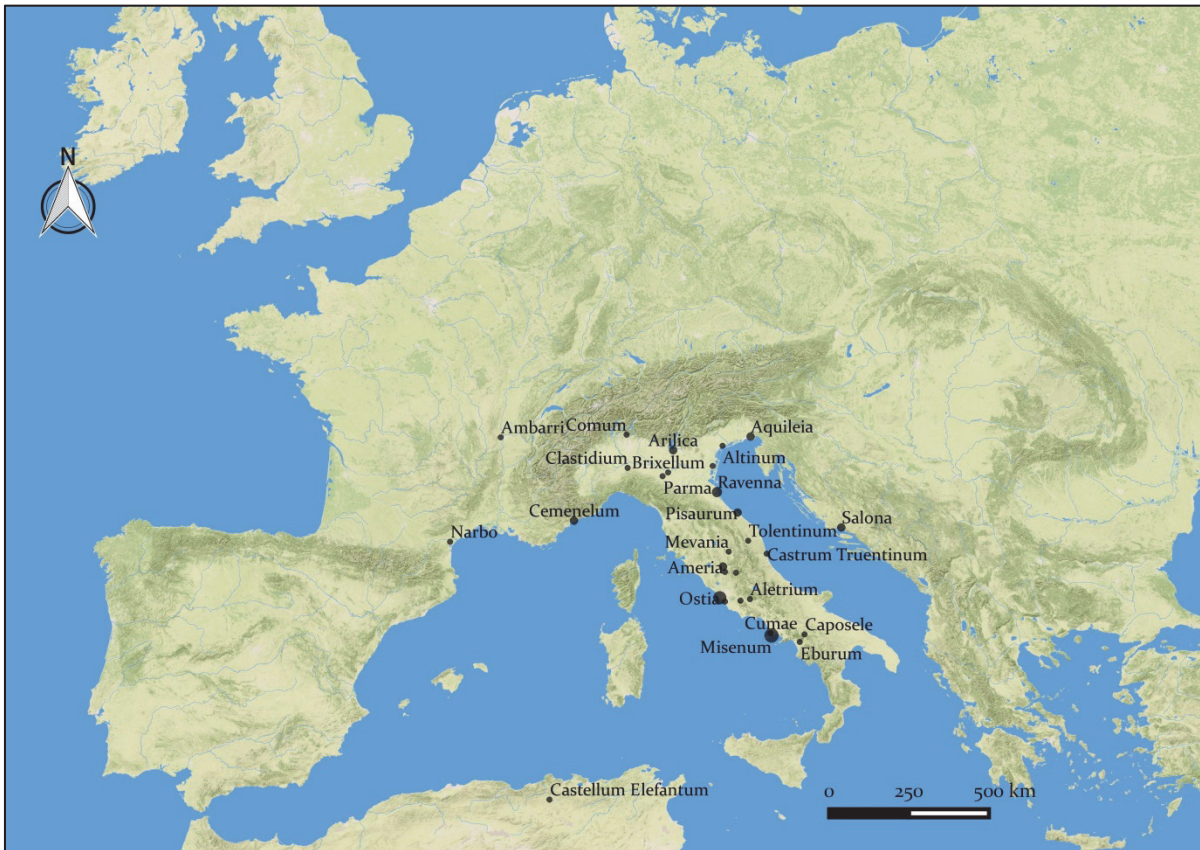 N
Ambarri
Comum
Arilica
Aquileia
Clastidium
Brixellum
Altinum
Parma
Ravenna
Cemenelum
Pisaurum
Salona
Narbo
Tolentinum
Mevania
Castrum Truentinum
Ameria
Ostia
Aletrium
Cumae
Caposele
Misenum
Eburum
Castellum Elefantum
0 250 500 km